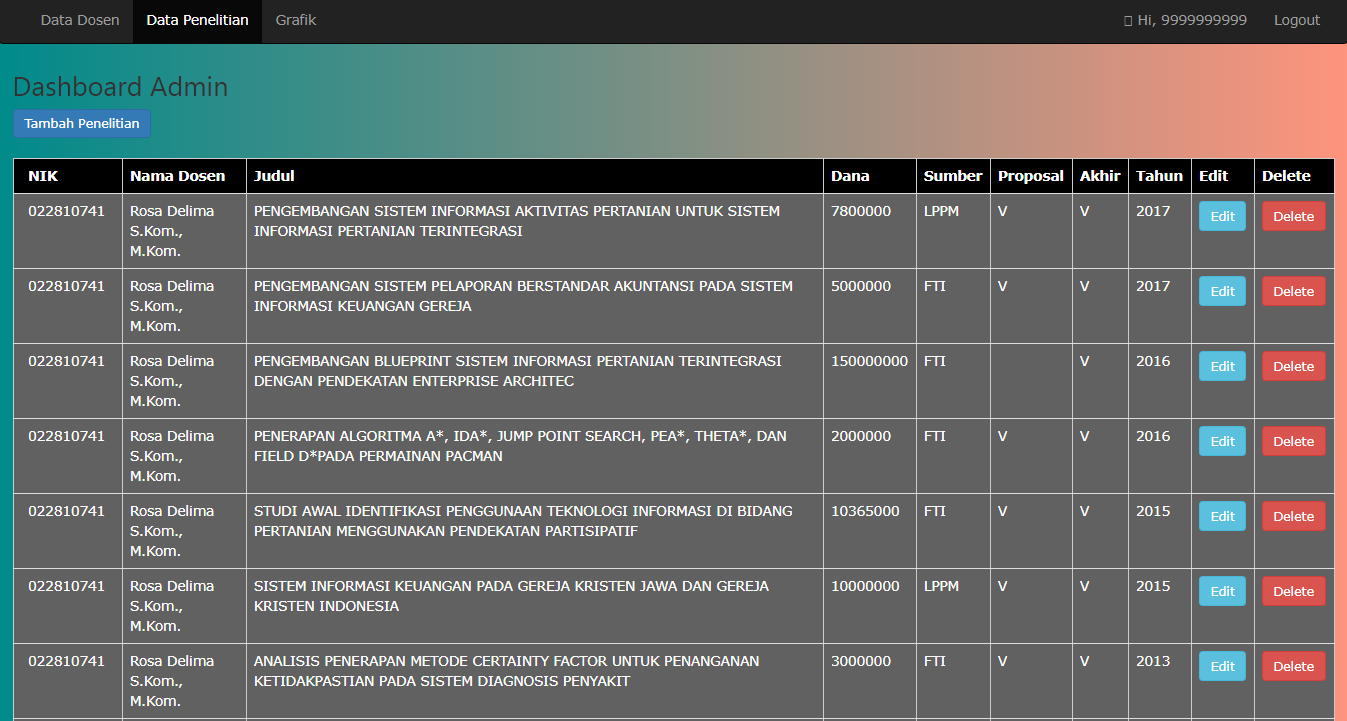 Data Dosen Data Penelitian Grafik Hi, 9999999999 Logout
Dashboard Admin
Tambah Penelitian
NIK Nama Dosen Judul Dana Sumber Proposal Akhir Tahun Edit Delete
022810741 Rosa Delima PENGEMBANGAN SISTEM INFORMASI AKTIVITAS PERTANIAN UNTUK SISTEM 7800000 LPPM V V 2017 Edit Delete
S.Kom., INFORMASI PERTANIAN TERINTEGRASI
M.Kom.
022810741 Rosa Delima PENGEMBANGAN SISTEM PELAPORAN BERSTANDAR AKUNTANSI PADA SISTEM 5000000 FTI V V 2017 Edit Delete
S.Kom., INFORMASI KEUANGAN GEREJA
M.Kom.
022810741 Rosa Delima PENGEMBANGAN BLUEPRINT SISTEM INFORMASI PERTANIAN TERINTEGRASI 150000000 FTI V 2016 Edit Delete
S.Kom., DENGAN PENDEKATAN ENTERPRISE ARCHITEC
M.Kom.
022810741 Rosa Delima PENERAPAN ALGORITMA A*, IDA*, JUMP POINT SEARCH, PEA*, THETA*, DAN 2000000 FTI V V 2016 Edit Delete
S.Kom., FIELD D*PADA PERMAINAN PACMAN
M.Kom.
022810741 Rosa Delima STUDI AWAL IDENTIFIKASI PENGGUNAAN TEKNOLOGI INFORMASI DI BIDANG 10365000 FTI V V 2015 Edit Delete
S.Kom., PERTANIAN MENGGUNAKAN PENDEKATAN PARTISIPATIF
M.Kom.
022810741 Rosa Delima SISTEM INFORMASI KEUANGAN PADA GEREJA KRISTEN JAWA DAN GEREJA 10000000 LPPM V V 2015 Edit Delete
S.Kom., KRISTEN INDONESIA
M.Kom.
022810741 Rosa Delima ANALISIS PENERAPAN METODE CERTAINTY FACTOR UNTUK PENANGANAN 3000000 FTI V V 2013 Edit Delete
S.Kom., KETIDAKPASTIAN PADA SISTEM DIAGNOSIS PENYAKIT
M.Kom.